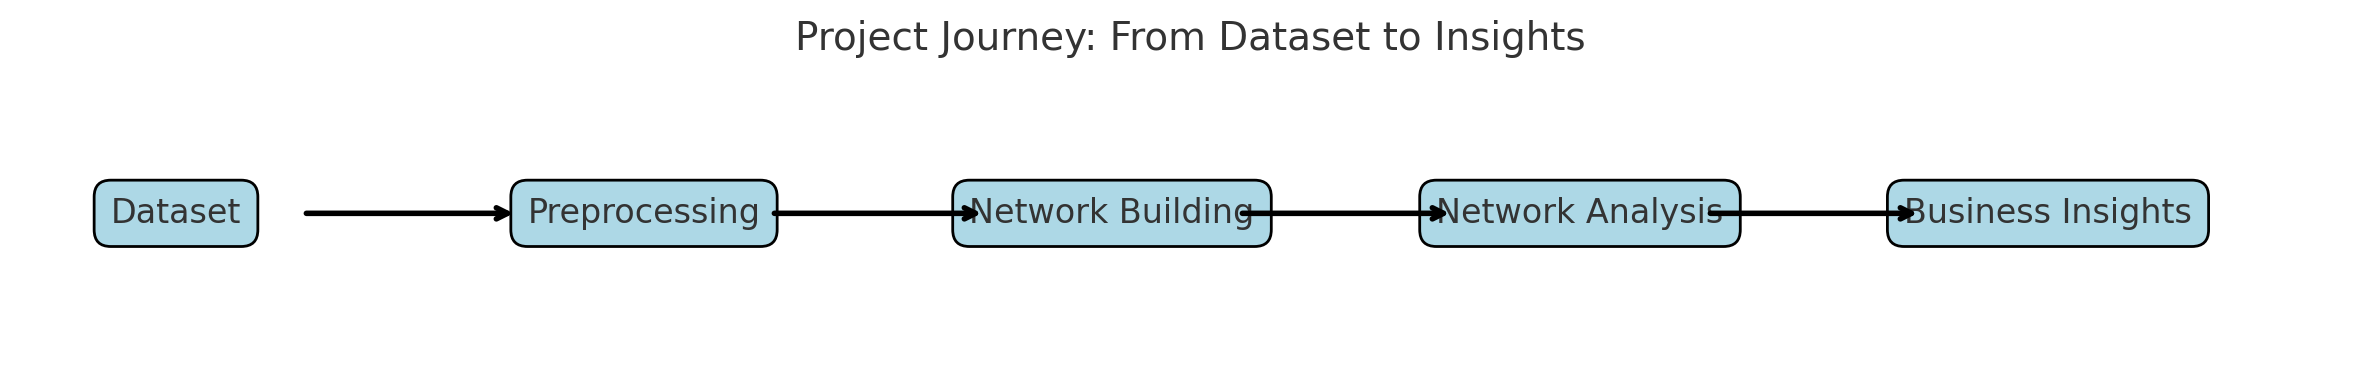 Project Journey: From Dataset to Insights
Dataset
Preprocessing
Network Building
Network Analysis
Business Insights